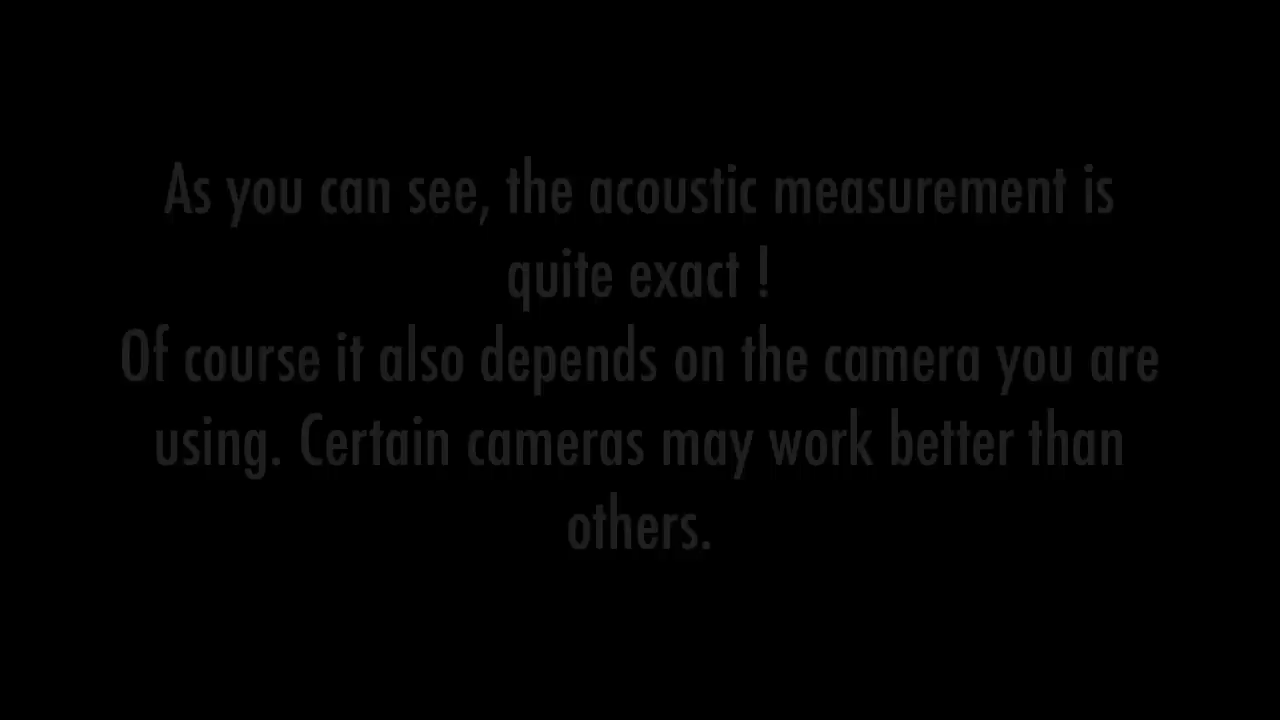 As you can see, the acoustic measurement is
quite exact !
Of course it also depends on the camera you are
using. Certain cameras may work better than
others.